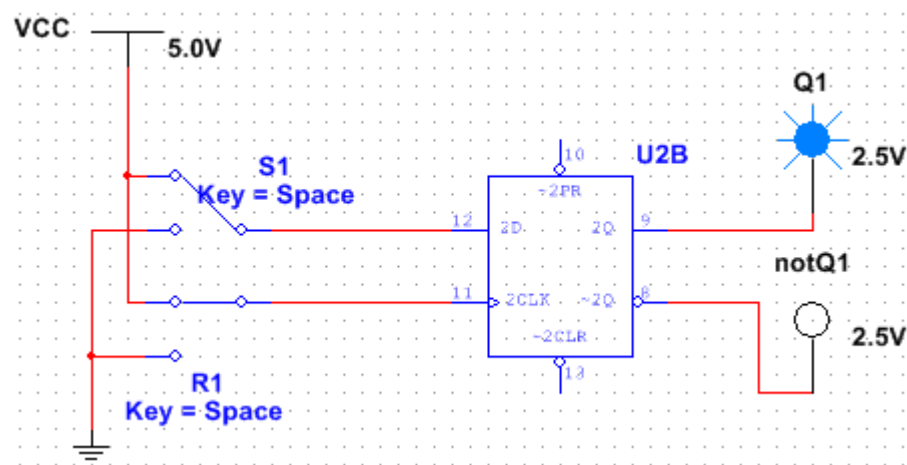 VCC
5.0V
S1
Key = Space
10
U2B
~2PR
Q1
2.5V
12
2D
2Q
9
notQ1
11
2CLK
~2Q
8
2.5V
~2CLR
13
R1
Key = Space